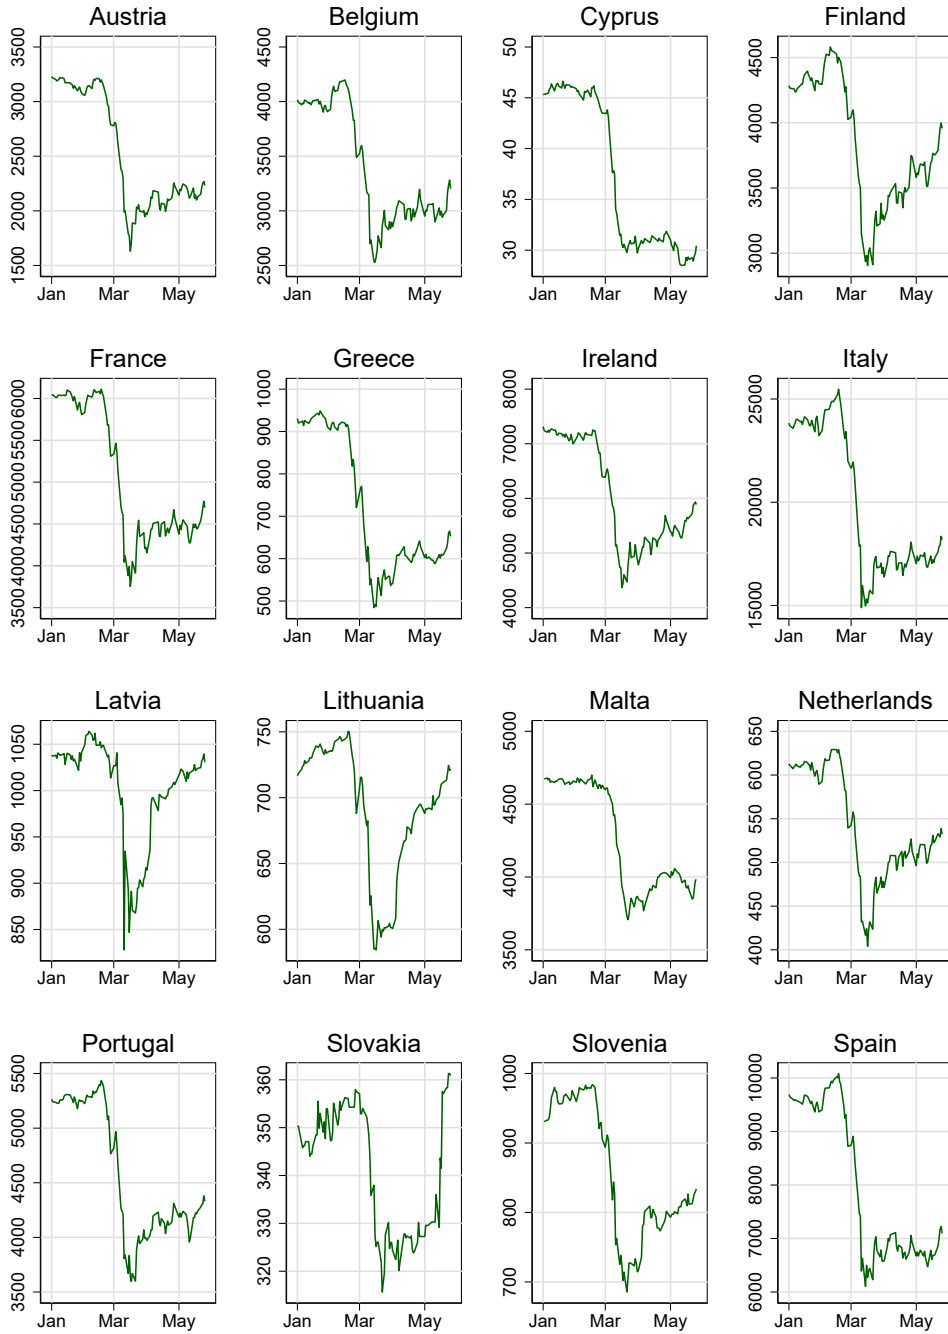 Austria
3500
3000
2500
2000
1500
Jan Mar May
Belgium
4500
4000
3500
3000
2500
Jan Mar May
Cyprus
50
45
40
35
30
Jan Mar May
Finland
4500
4000
3500
3000
Jan Mar May
France
6000
5500
5000
4500
4000
3500
Jan Mar May
Greece
1000
900
800
700
600
500
Jan Mar May
Ireland
8000
7000
6000
5000
4000
Jan Mar May
Italy
25000
20000
15000
Jan Mar May
Latvia
1050
1000
950
900
850
Jan Mar May
Lithuania
750
700
650
600
Jan Mar May
Malta
5000
4500
4000
3500
Jan Mar May
Netherlands
650
600
550
500
450
400
Jan Mar May
Portugal
5500
5000
4500
4000
3500
Jan Mar May
Slovakia
360
350
340
330
320
Jan Mar May
Slovenia
1000
900
800
700
Jan Mar May
Spain
10000
9000
8000
7000
6000
Jan Mar May